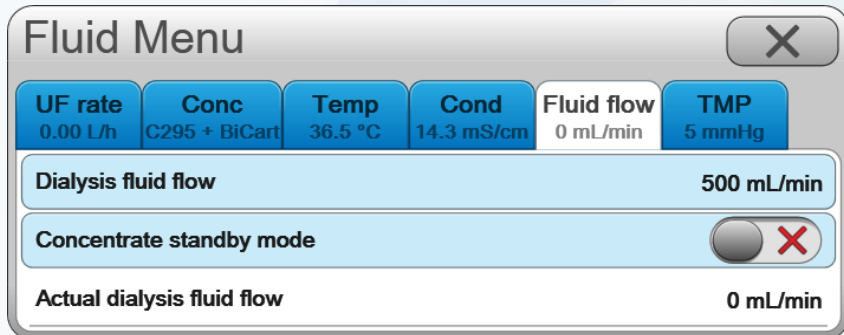 Fluid Menu
UF rate Conc Temp Cond Fluid flow TMP
0.00 L/h C295 + BiCart 36.5 °C 14.3 mS/cm 0 mL/min 5 mmHg
Dialysis fluid flow 500 mL/min
Concentrate standby mode
Actual dialysis fluid flow 0 mL/min